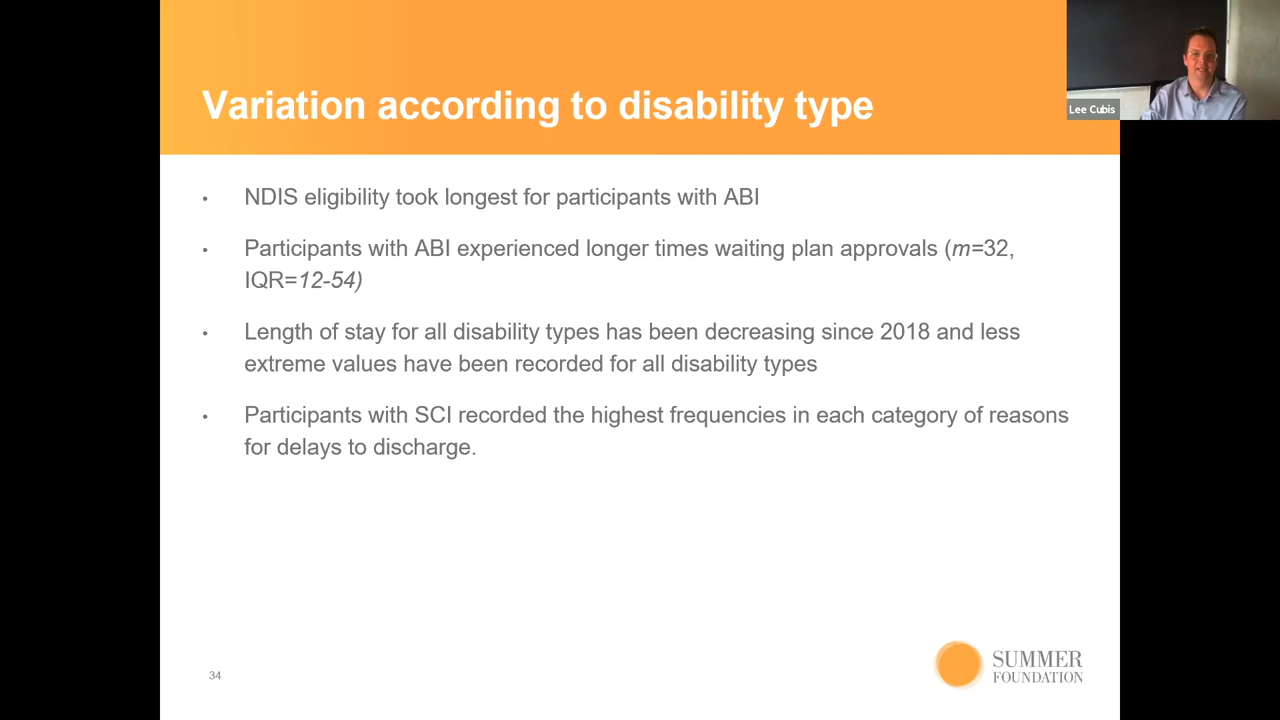 Variation according to disability type
Lee Cubis
• NDIS eligibility took longest for participants with ABI
• Participants with ABI experienced longer times waiting plan approvals (m=32,
IQR=12-54)
• Length of stay for all disability types has been decreasing since 2018 and less
extreme values have been recorded for all disability types
• Participants with SCI recorded the highest frequencies in each category of reasons
for delays to discharge.
34
SUMMER
FOUNDATION